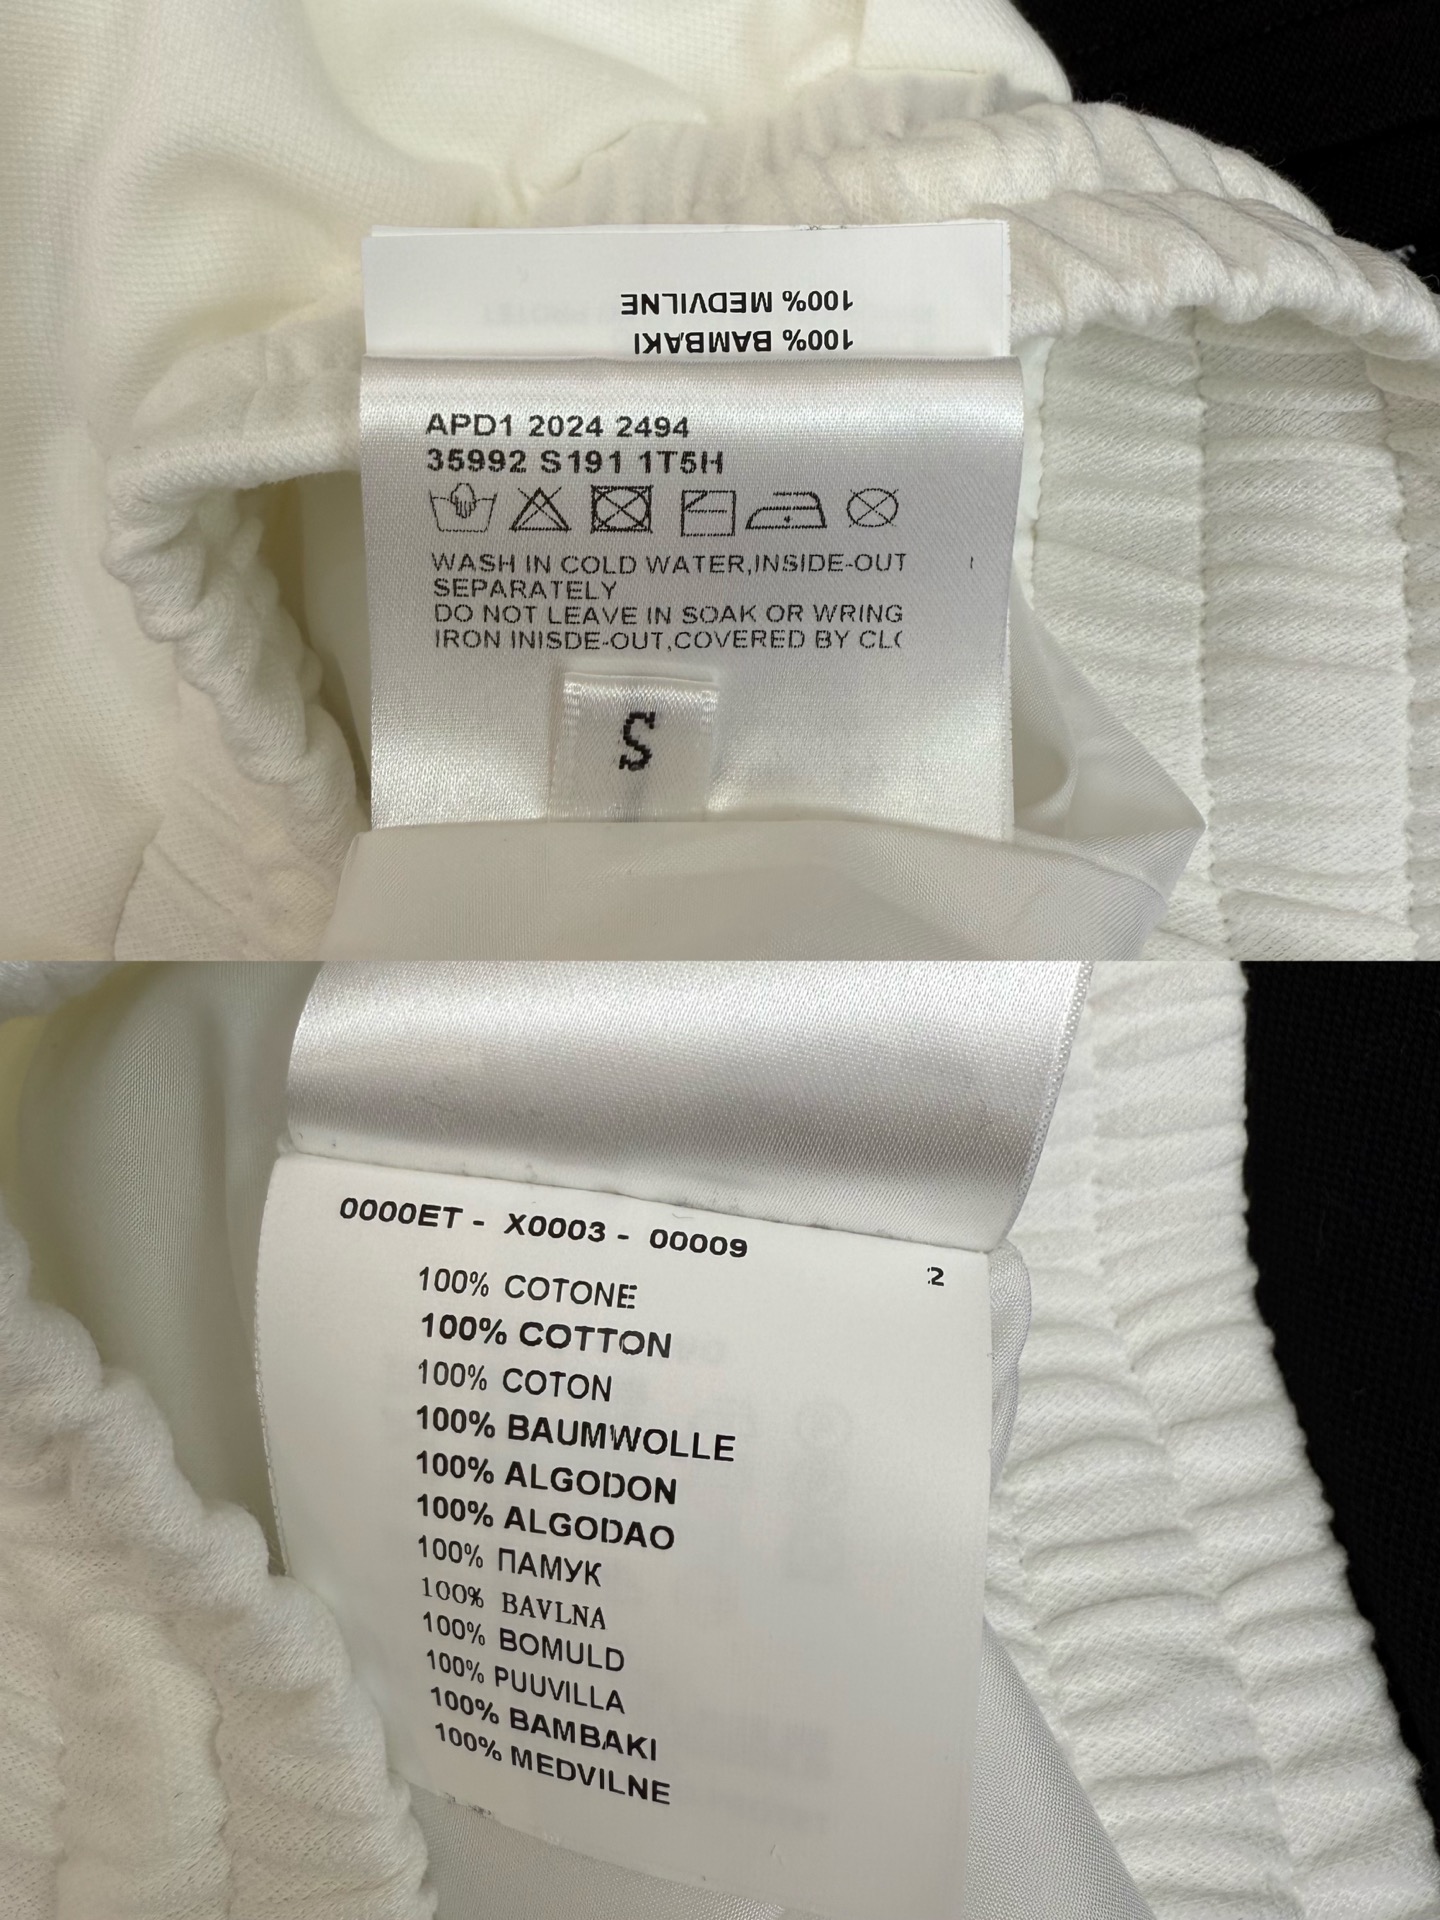 100% MEDVILNE
100% BAMBAKI
APD1 2024 2494
35992 S191 1T5H
WASH IN COLD WATER,INSIDE-OUT
SEPARATELY
DO NOT LEAVE IN SOAK OR WRING
IRON INISDE-OUT,COVERED BY
S
0000ET - X0003 - 00009
2
100% COTONE
100% COTTON
100% COTON
100% BAUMWOLLE
100% ALGODON
100% ALGODAO
100% ПАМУК
100% BAVLNA
100% BOMULD
100% PUUVILLA
100% BAMBAKI
100% MEDVILNE